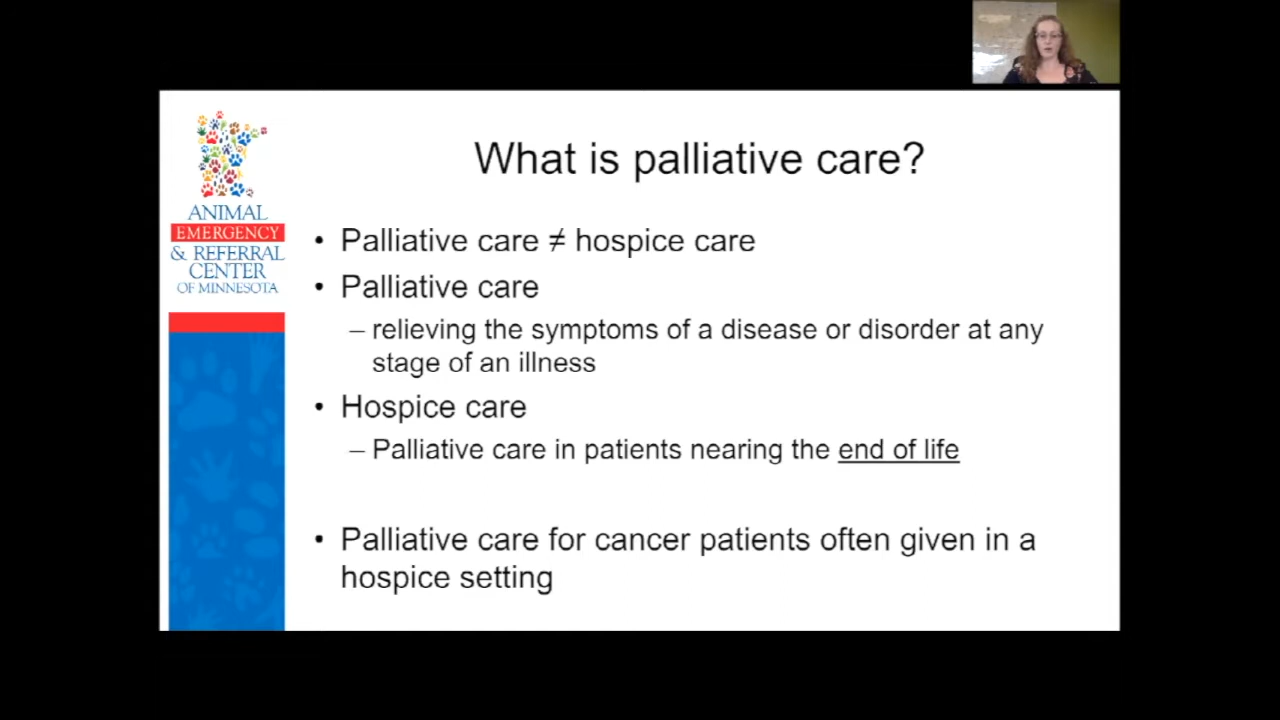 What is palliative care?
ANIMAL
EMERGENCY
& REFERRAL
CENTER
OF MINNESOTA
• Palliative care ≠ hospice care
• Palliative care
– relieving the symptoms of a disease or disorder at any
stage of an illness
• Hospice care
– Palliative care in patients nearing the end of life
• Palliative care for cancer patients often given in a
hospice setting